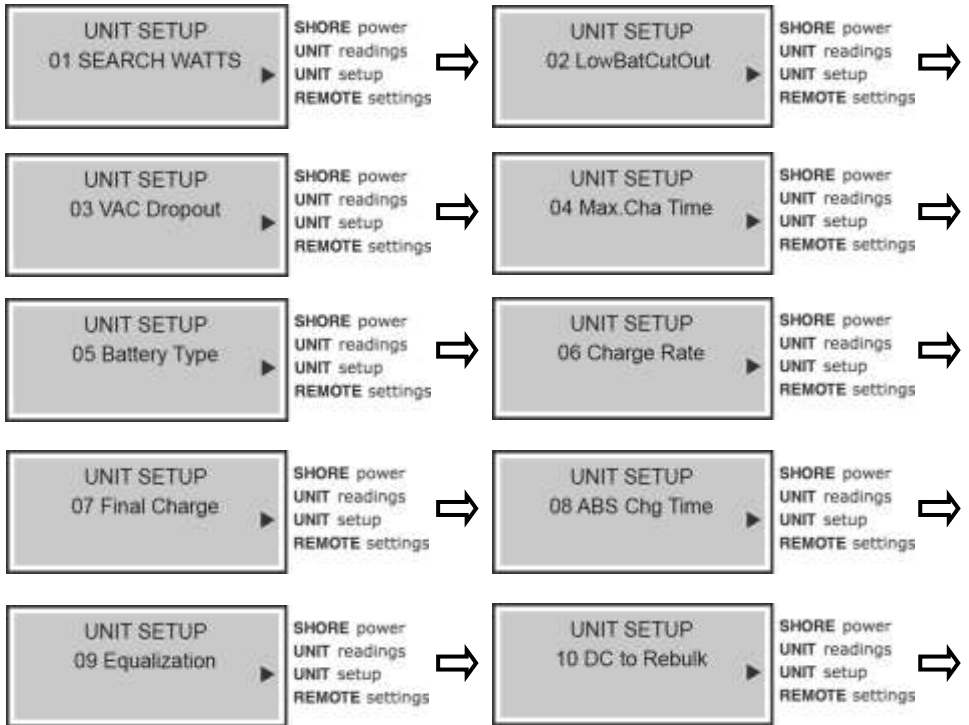 UNIT SETUP
01 SEARCH WATTS
SHORE power
UNIT readings
UNIT setup
REMOTE settings
UNIT SETUP
02 LowBatCutOut
SHORE power
UNIT readings
UNIT setup
REMOTE settings
UNIT SETUP
03 VAC Dropout
SHORE power
UNIT readings
UNIT setup
REMOTE settings
UNIT SETUP
04 Max.Cha Time
SHORE power
UNIT readings
UNIT setup
REMOTE settings
UNIT SETUP
05 Battery Type
SHORE power
UNIT readings
UNIT setup
REMOTE settings
UNIT SETUP
06 Charge Rate
SHORE power
UNIT readings
UNIT setup
REMOTE settings
UNIT SETUP
07 Final Charge
SHORE power
UNIT readings
UNIT setup
REMOTE settings
UNIT SETUP
08 ABS Chg Time
SHORE power
UNIT readings
UNIT setup
REMOTE settings
UNIT SETUP
09 Equalization
SHORE power
UNIT readings
UNIT setup
REMOTE settings
UNIT SETUP
10 DC to Rebulk
SHORE power
UNIT readings
UNIT setup
REMOTE settings